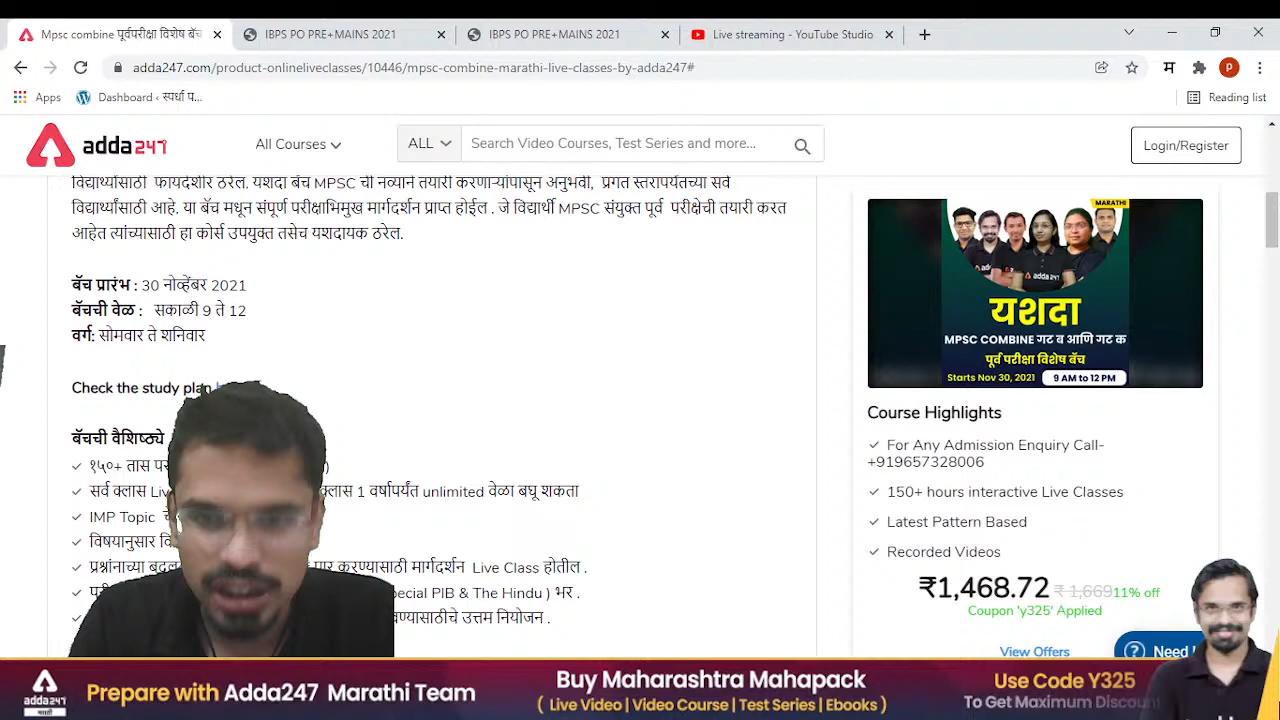 Mpsc combine पूर्वपरीक्षा विशेष बॅच
IBPS PO PRE+MAINS 2021
IBPS PO PRE+MAINS 2021
Live streaming - YouTube Studio
adda247.com/product-onlineliveclasses/10446/mpsc-combine-marathi-live-classes-by-adda247#
म
P
Apps
Dashboard ‹ स्पर्धा प...
Reading list
adda247
All Courses
ALL
Search Video Courses, Test Series and more...
Login/Register
विद्यार्थ्यांसाठी फायदेशीर ठरेल. यशदा बॅच MPSC ची नव्याने तयारी करणाऱ्यांपासून अनुभवी, प्रगत स्तरापर्यंतच्या सर्व
विद्यार्थ्यांसाठी आहे. या बॅच मधून संपूर्ण परीक्षाभिमुख मार्गदर्शन प्राप्त होईल . जे विद्यार्थी MPSC संयुक्त पूर्व परीक्षेची तयारी करत
आहेत त्यांच्यासाठी हा कोर्स उपयुक्त तसेच परिणामकारक ठरेल.
बॅच प्रारंभ : 30 नोव्हेंबर 2021
बॅचची वेळ : सकाळी 9 ते 12
वर्ग: सोमवार ते शनिवार
Check the study plan
बॅचची वैशिष्ट्ये
१५०+ तास
सर्व क्लास क्लास 1 वर्षापर्यंत unlimited वेळा बघू शकता
IMP Topic
विषयानुसार
प्रश्नांनाच्या पार करण्यासाठी मार्गदर्शन Live Class होतील .
PIB & The Hindu ) भर .
उत्तम नियोजन .
MARATHI
adda247
यशदा
MPSC COMBINE गट ब आणि गट क
पूर्व परीक्षा विशेष बॅच
Starts Nov 30, 2021 9 AM to 12 PM
Course Highlights
For Any Admission Enquiry Call-
+919657328006
150+ hours interactive Live Classes
Latest Pattern Based
Recorded Videos
₹1,468.72 ₹ 1,669 11% off
Coupon 'y325' Applied
View Offers
? Need
adda247
मराठी
Prepare with Adda247 Marathi Team
Buy Maharashtra Mahapack
( Live Video | Video Course | Test Series | Ebooks )
Use Code Y325
To Get Maximum